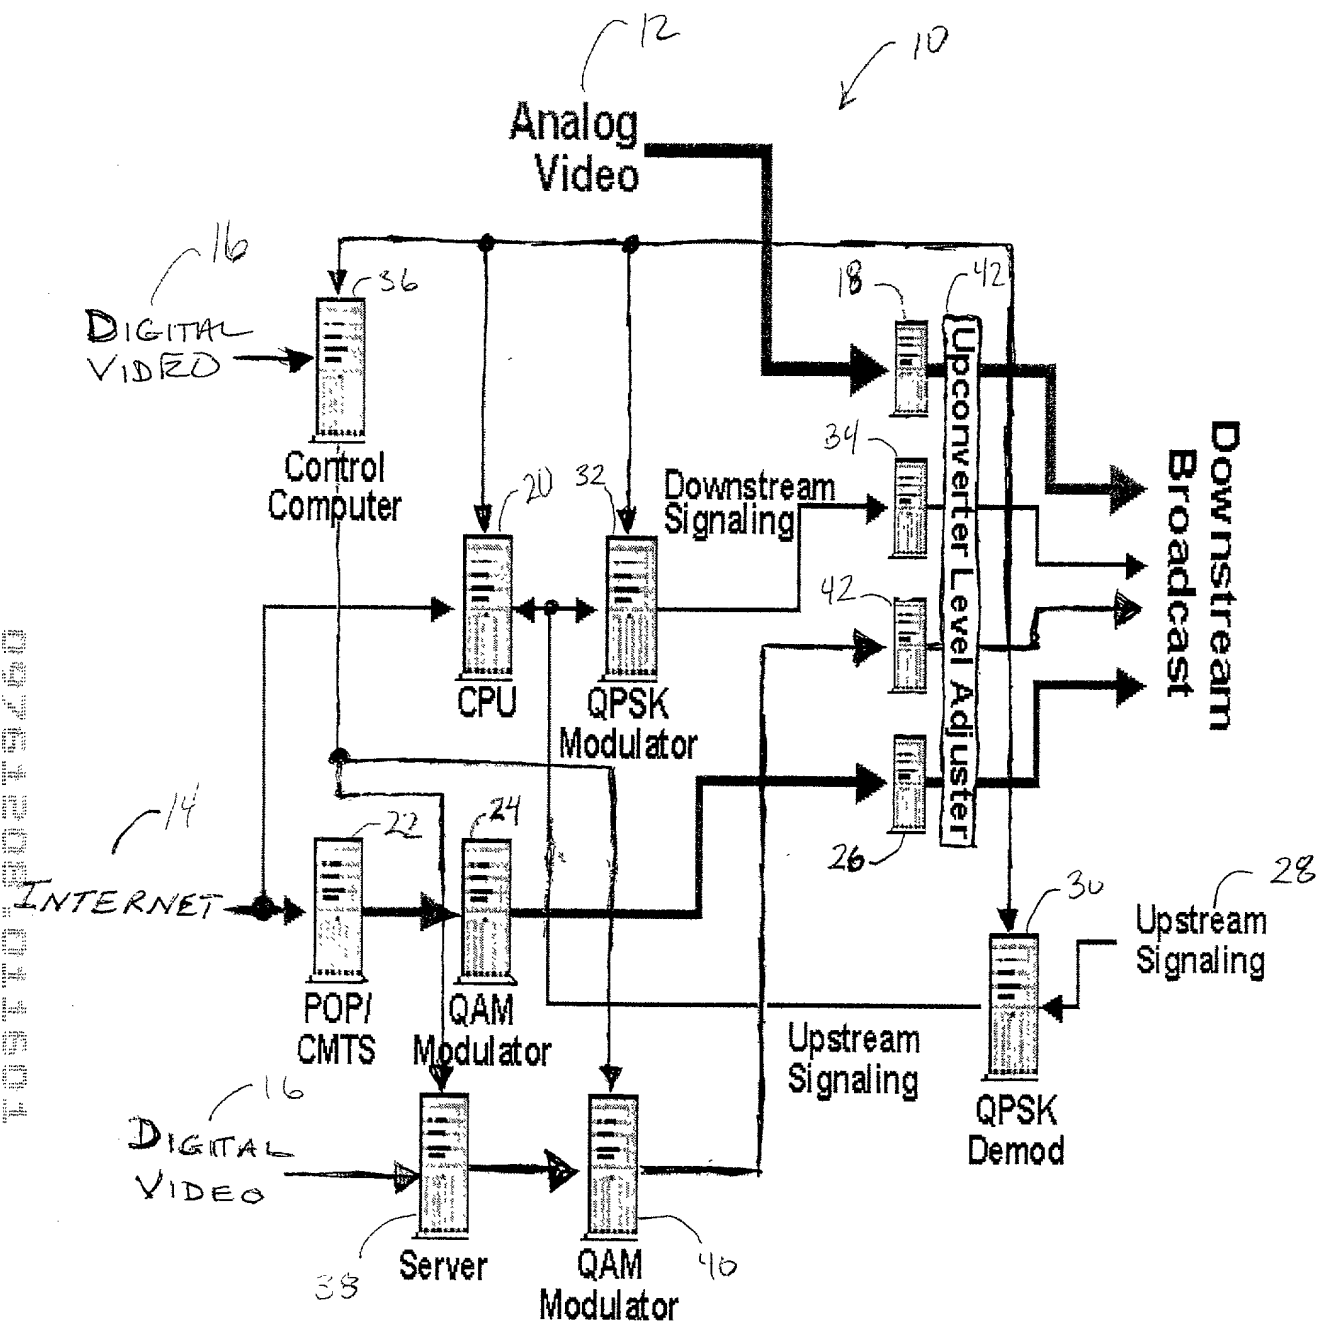 12
10
Analog
Video
16
36
DIGITAL
VIDEO
Control
Computer
18
42
Upconverter Level Adjuster
34
20
32
Downstream
Signaling
42
Downstream
Broadcast
CPU
QPSK
Modulator
14
22
24
26
INTERNET
POP/
CMTS
QAM
Modulator
30
28
Upstream
Signaling
Upstream
Signaling
QPSK
Demod
16
DIGITAL
VIDEO
38
Server
40
QAM
Modulator